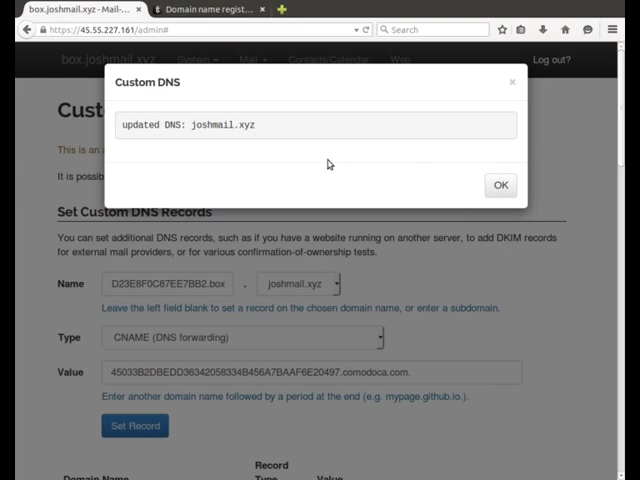 box.joshmail.xyz - Mail-...
Domain name regist...
https://45.55.227.161/admin#
Search
box.joshmail.xyz System Mail Contacts/Calendar Web Log out?
Custom DNS
×
Cust
updated DNS: joshmail.xyz
This is an a
It is possib
OK
Set Custom DNS Records
You can set additional DNS records, such as if you have a website running on another server, to add DKIM records
for external mail providers, or for various confirmation-of-ownership tests.
Name D23E8F0C87EE7BB2.box . joshmail.xyz
Leave the left field blank to set a record on the chosen domain name, or enter a subdomain.
Type CNAME (DNS forwarding)
Value 45033B2DBEDD36342058334B456A7BAAF6E20497.comodoca.com.
Enter another domain name followed by a period at the end (e.g. mypage.github.io.).
Set Record
Record
Domain Name Type Value